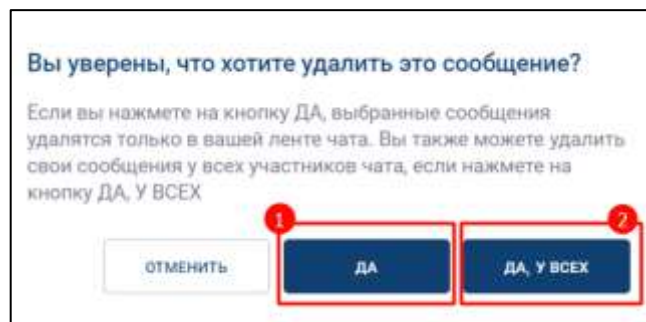 Вы уверены, что хотите удалить это сообщение?
Если вы нажмете на кнопку ДА, выбранные сообщения
удалятся только в вашей ленте чата. Вы также можете удалить
свои сообщения у всех участников чата, если нажмете на
кнопку ДА, У ВСЕХ
1 2
ОТМЕНИТЬ ДА ДА, У ВСЕХ